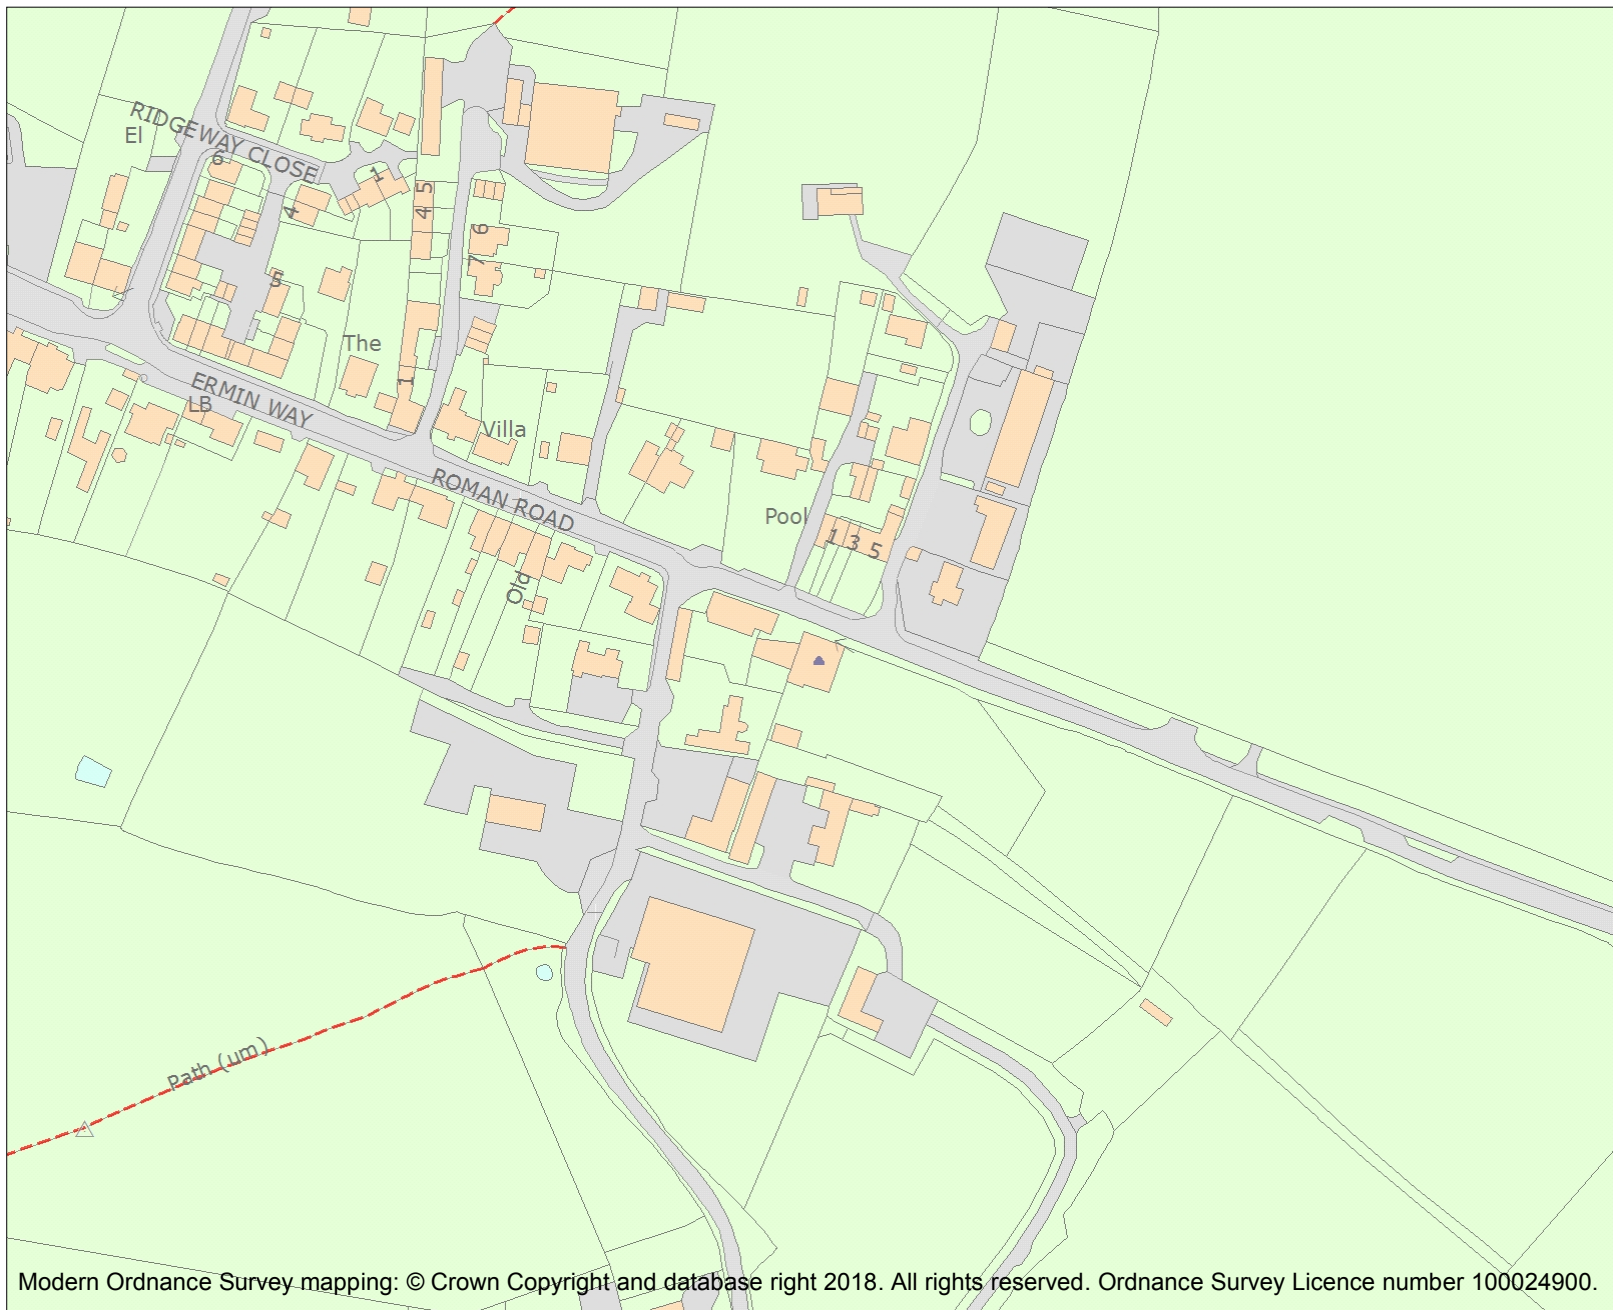 RIDGEWAY CLOSE
El
6
1
4
4 5
6
7
5
The
1
ERMIN WAY
LB
Villa
ROMAN ROAD
Pool
1 3 5
Old
Path (um)
Modern Ordnance Survey mapping: © Crown Copyright and database right 2018. All rights reserved. Ordnance Survey Licence number 100024900.